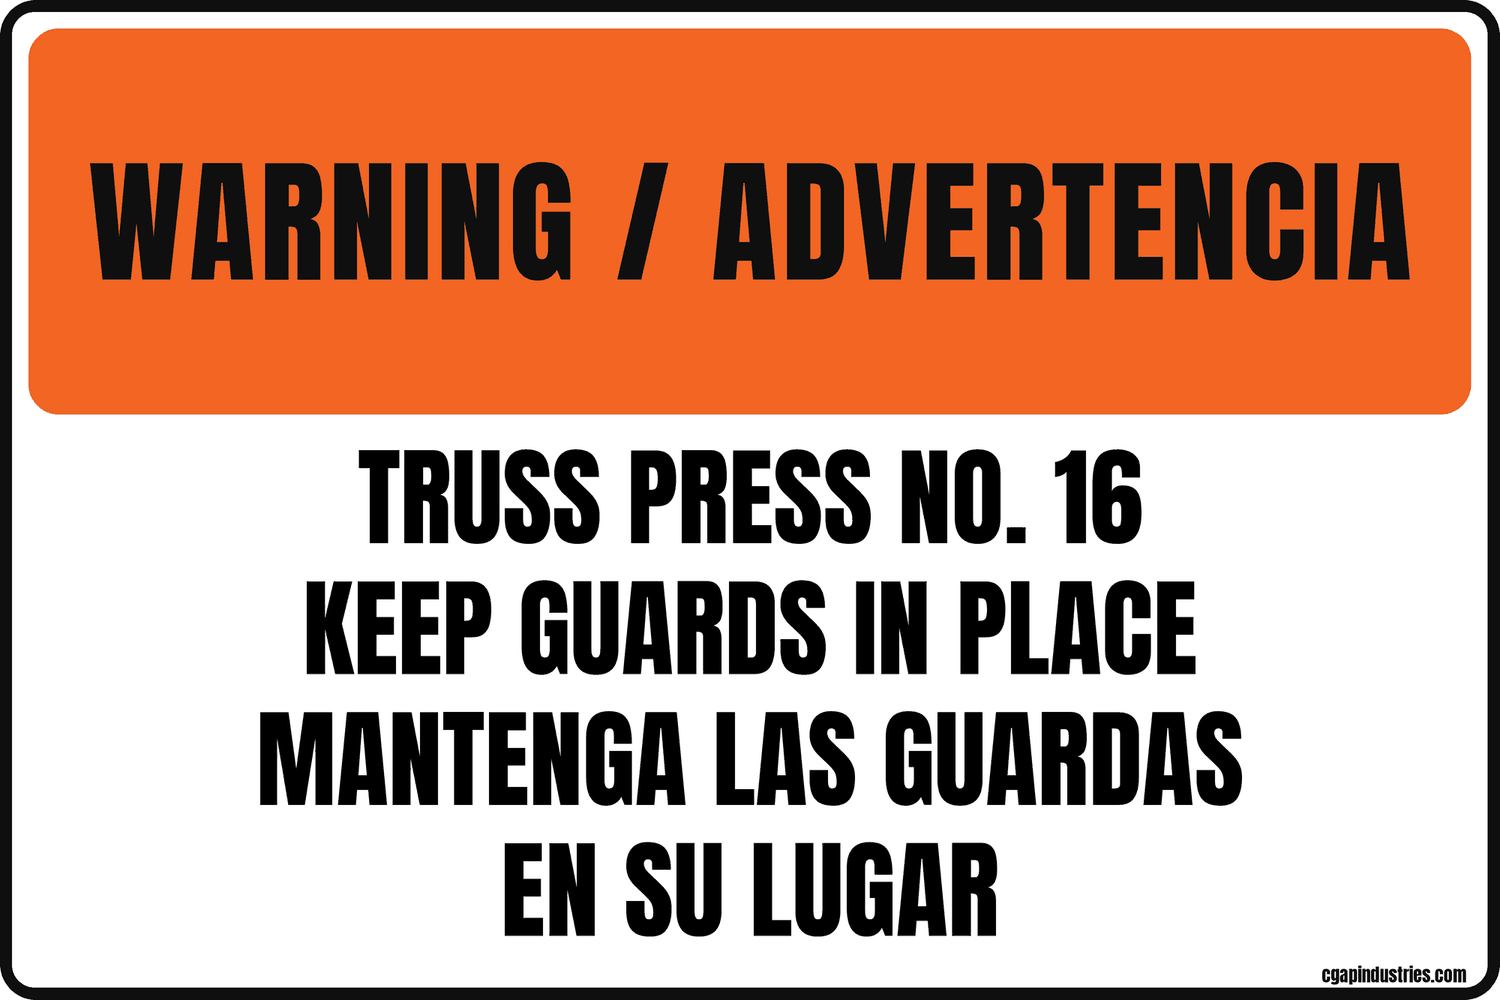 WARNING / ADVERTENCIA
TRUSS PRESS NO. 16
KEEP GUARDS IN PLACE
MANTENGA LAS GUARDAS
EN SU LUGAR
cgapindustries.com